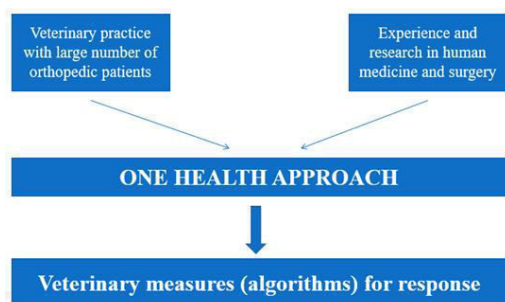 Veterinary practice
with large number of
orthopedic patients
Experience and
research in human
medicine and surgery
ONE HEALTH APPROACH
Veterinary measures (algorithms) for response